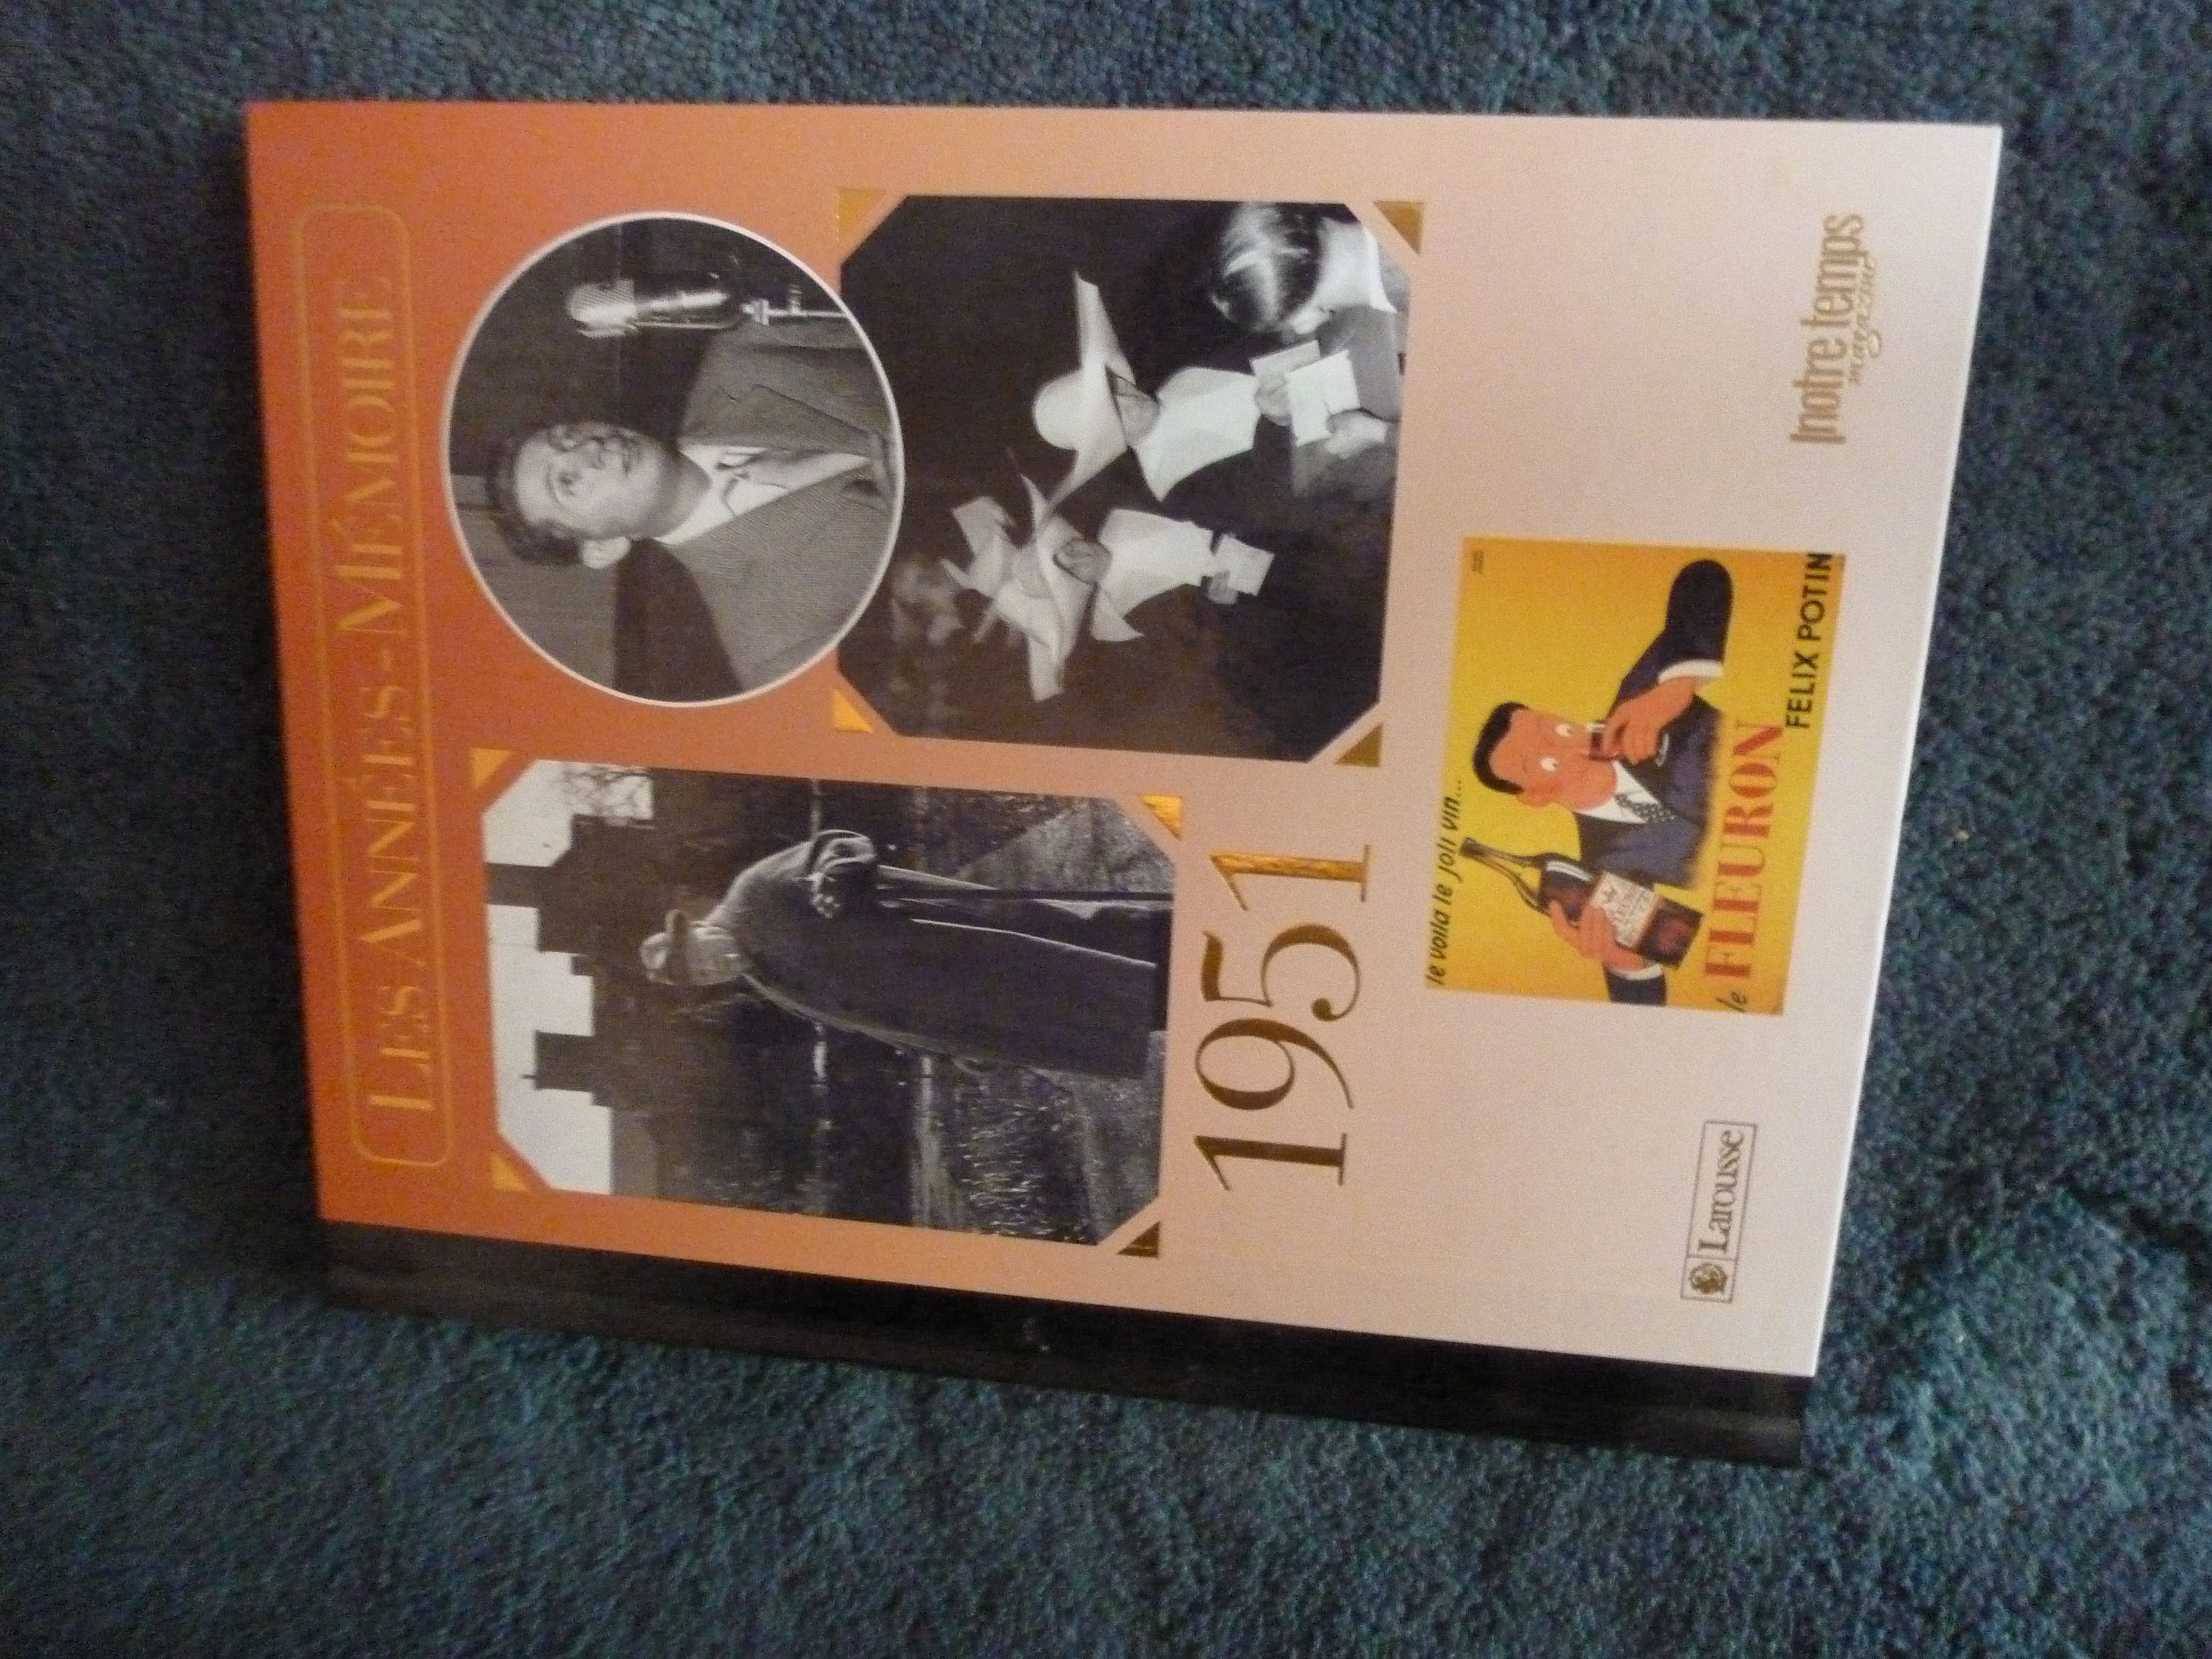 LES ANNÉES-MÉMOIRE
1951
le voilà le joli vin...
le FLEURON
FELIX POTIN
Larousse
notre temps
magazine